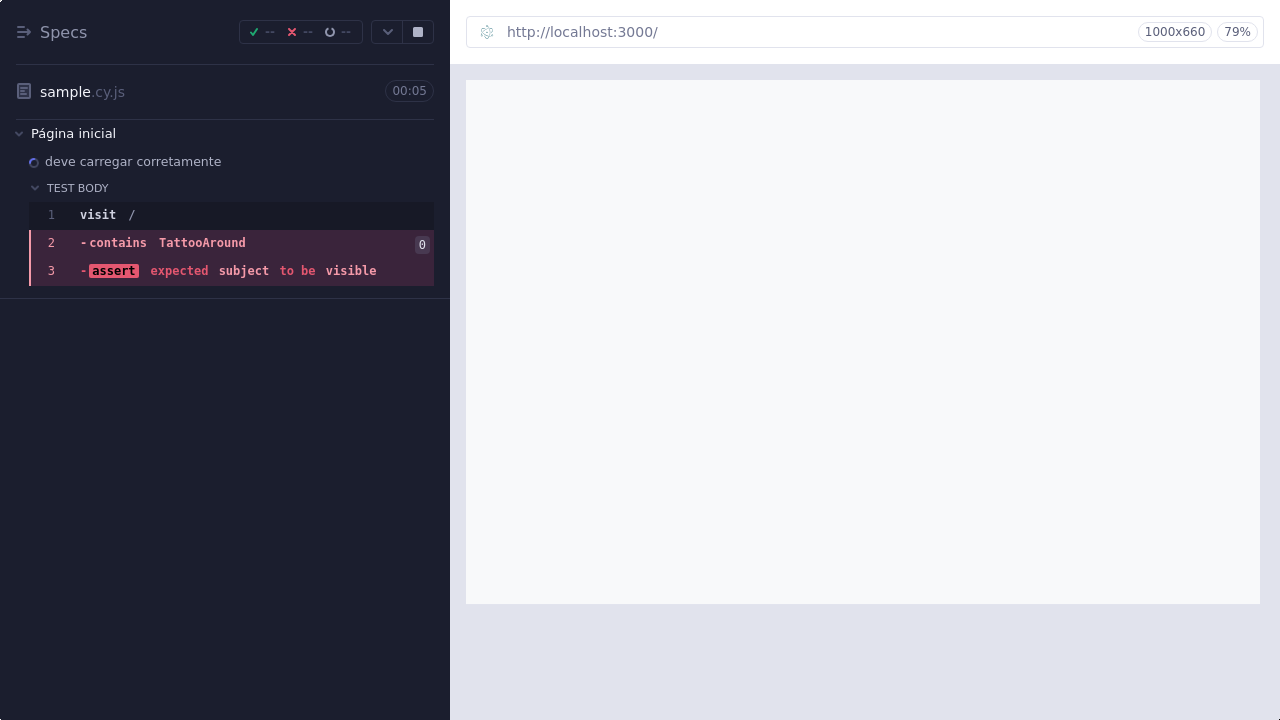 Specs
-- -- --
sample.cy.js
00:05
Página inicial
deve carregar corretamente
TEST BODY
1 visit /
2 -contains TattooAround 0
3 -assert expected subject to be visible
http://localhost:3000/
1000x660
79%